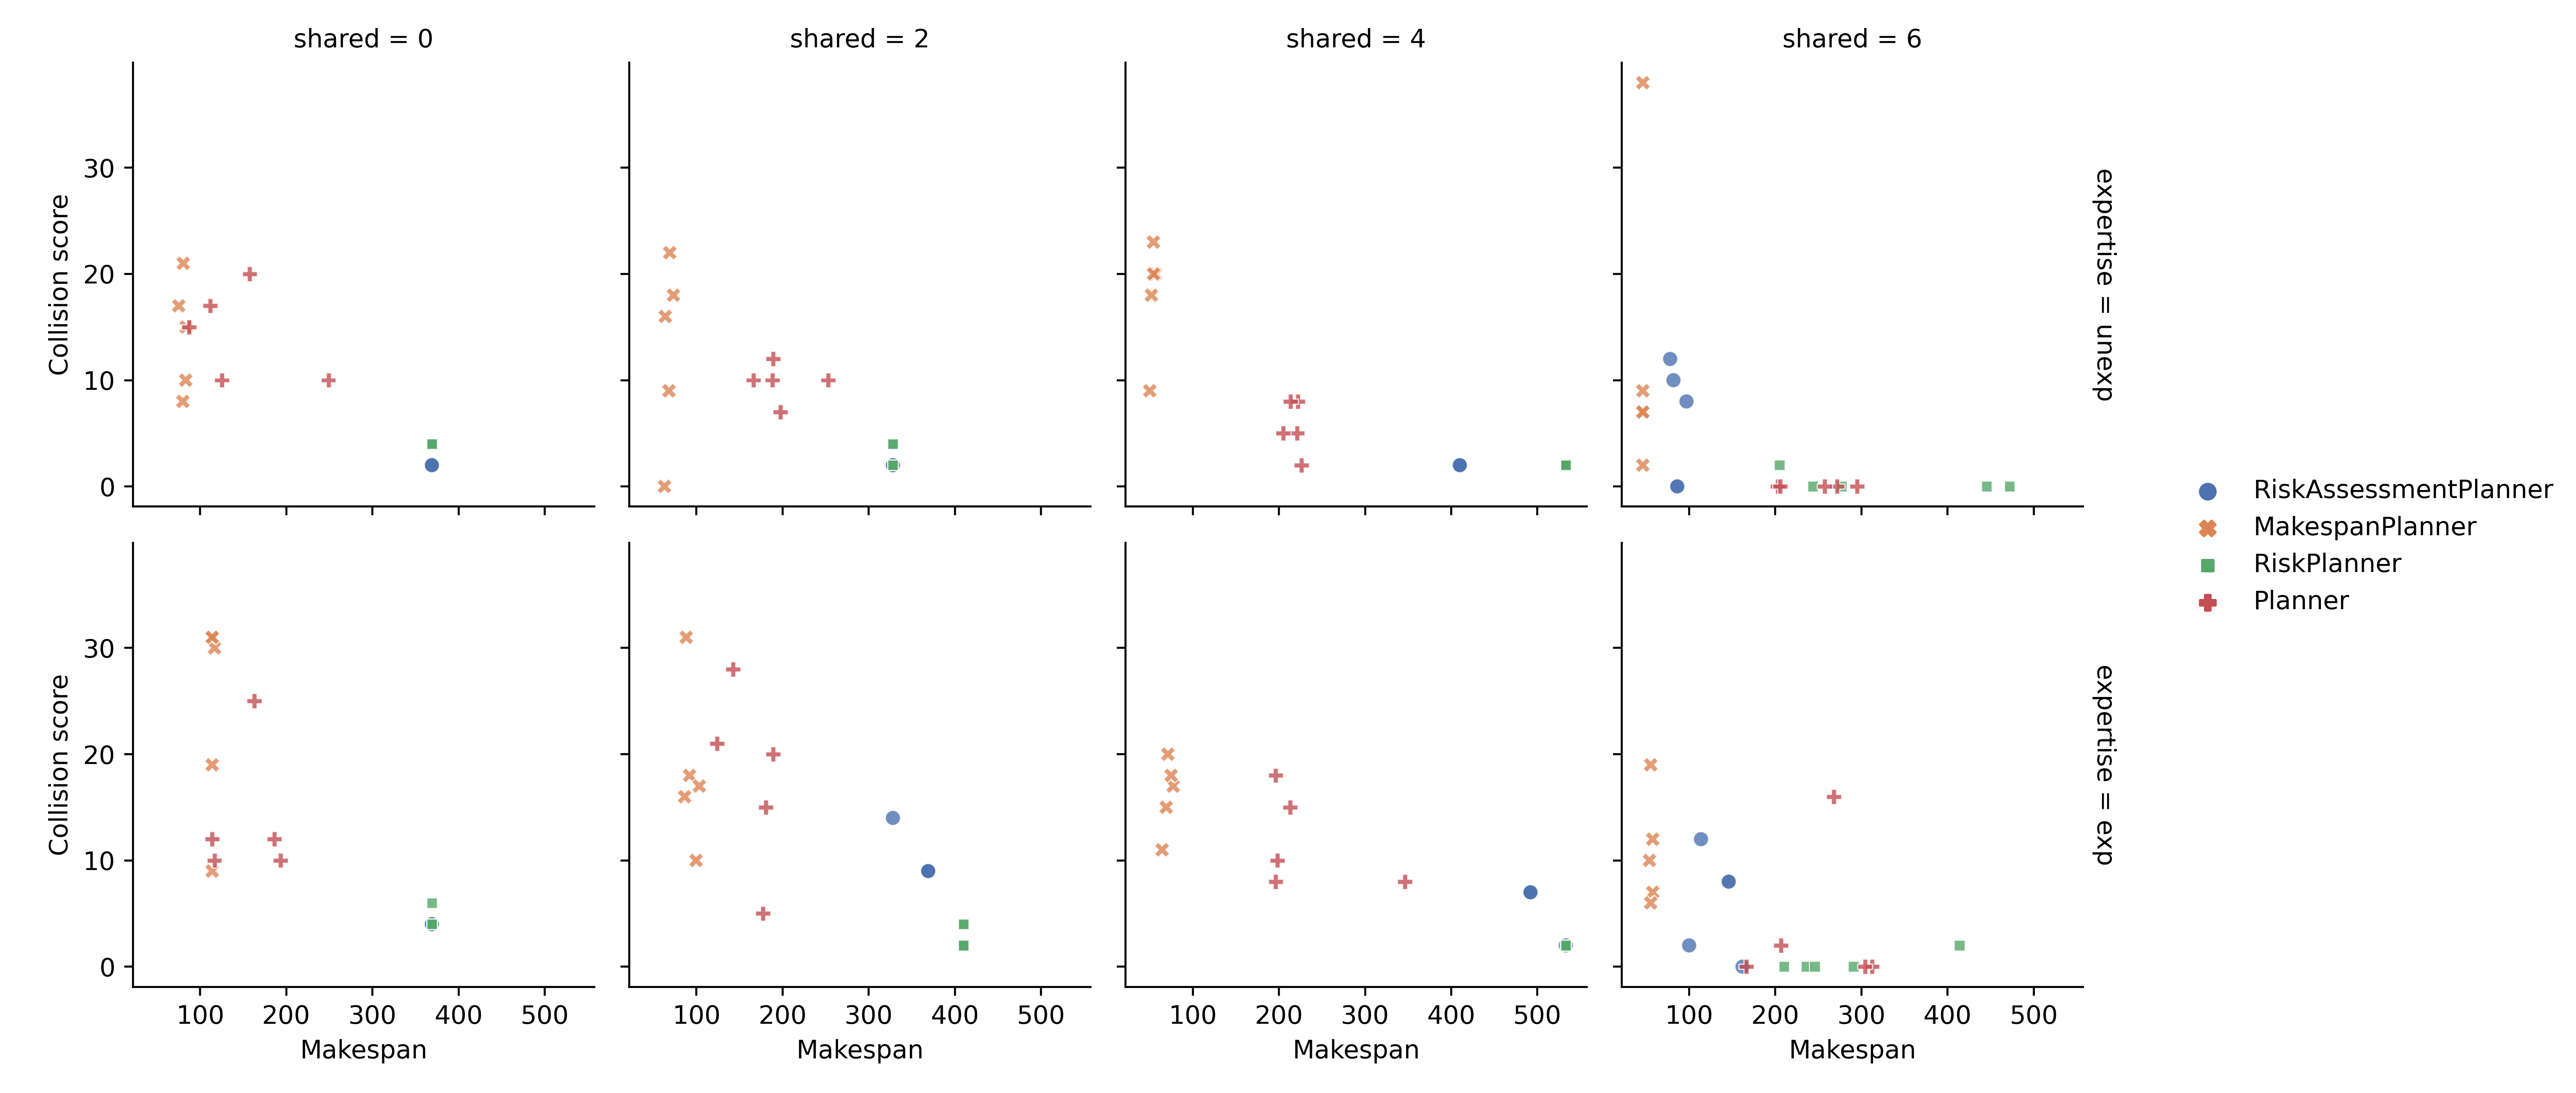 shared = 0
shared = 2
shared = 4
shared = 6
Collision score
30
20
10
0
expertise = unexp
RiskAssessmentPlanner
MakespanPlanner
RiskPlanner
Planner
Collision score
30
20
10
0
expertise = exp
100 200 300 400 500
100 200 300 400 500
100 200 300 400 500
100 200 300 400 500
Makespan
Makespan
Makespan
Makespan